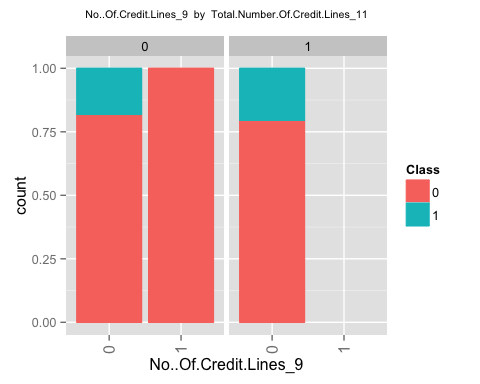 No..Of.Credit.Lines_9 by Total.Number.Of.Credit.Lines_11
0 1
1.00
0.75
0.50
0.25
0.00
count
0 1 0 1
No..Of.Credit.Lines_9
Class
0
1